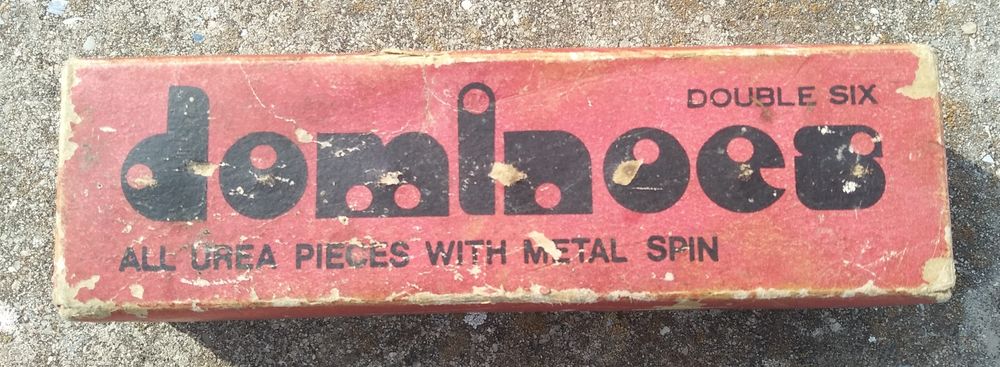 DOUBLE SIX
dominoes
ALL UREA PIECES WITH METAL SPIN